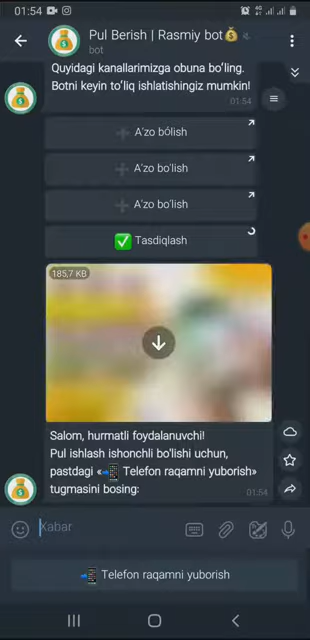 01:54
Pul Berish | Rasmiy bot💰
bot
Quyidagi kanallarimizga obuna bo‘ling.
Botni keyin to‘liq ishlatishingiz mumkin!
01:54
➕ A'zo bólish
➕ A'zo bo'lish
➕ A'zo bo'lish
✅ Tasdiqlash
185,7 KB
Salom, hurmatli foydalanuvchi!
Pul ishlash ishonchli bo'lishi uchun,
pastdagi «📲 Telefon raqamni yuborish»
tugmasini bosing:
01:54
Xabar
📲 Telefon raqamni yuborish